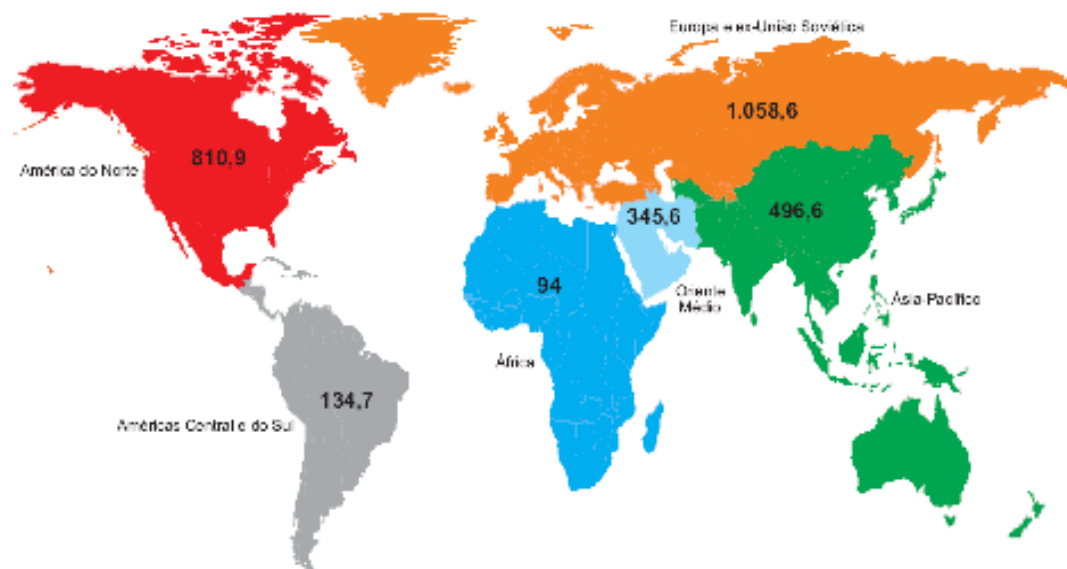 Europa e ex-União Soviética
1.058,6
810,9
América do Norte
345,6
496,6
94
Oriente
Médio
Ásia-Pacífico
África
134,7
Américas Central e do Sul